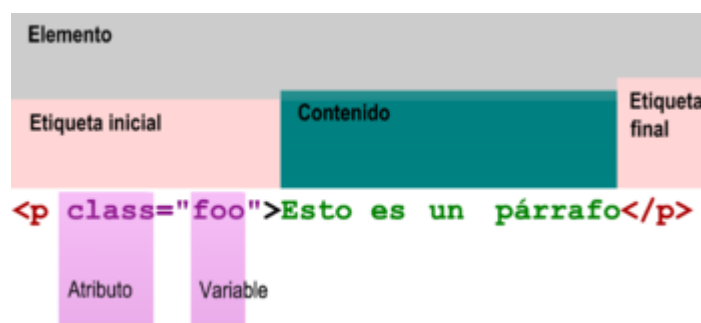 Elemento
Etiqueta inicial
Contenido
Etiqueta
final
<p class="foo">Esto es un párrafo</p>
Atributo
Variable